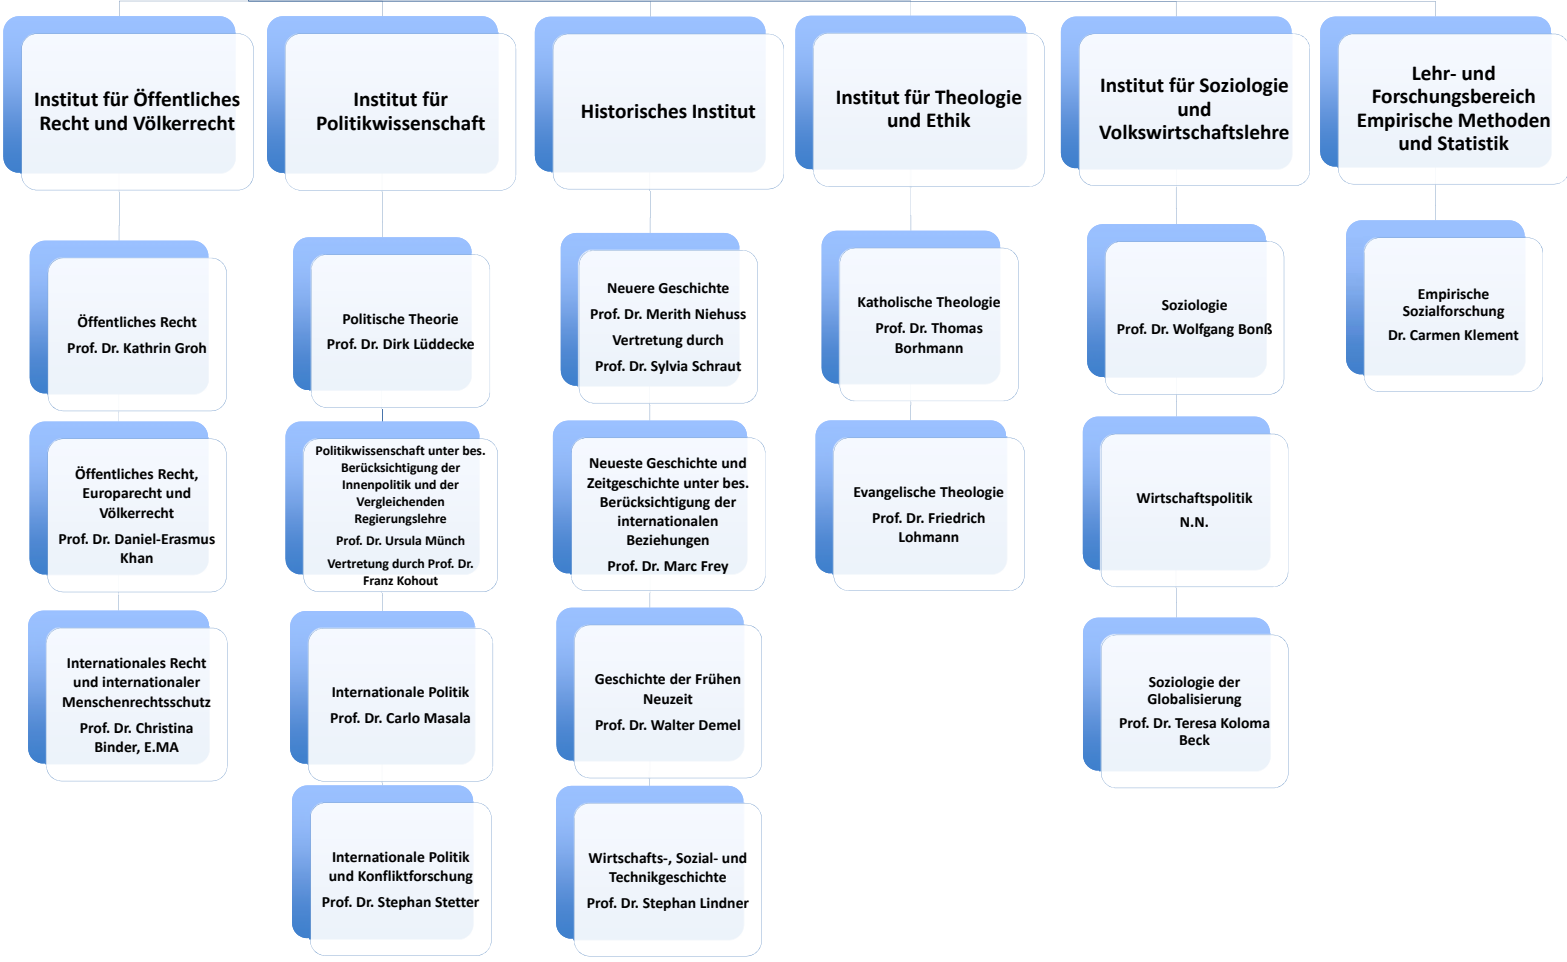 Institut für Öffentliches
Recht und Völkerrecht
Öffentliches Recht
Prof. Dr. Kathrin Groh
Öffentliches Recht,
Europarecht und
Völkerrecht
Prof. Dr. Daniel-Erasmus
Khan
Internationales Recht
und internationaler
Menschenrechtsschutz
Prof. Dr. Christina
Binder, E.MA
Institut für
Politikwissenschaft
Politische Theorie
Prof. Dr. Dirk Lüddecke
Politikwissenschaft unter bes.
Berücksichtigung der
Innenpolitik und der
Vergleichenden
Regierungslehre
Prof. Dr. Ursula Münch
Vertretung durch Prof. Dr.
Franz Kohout
Internationale Politik
Prof. Dr. Carlo Masala
Internationale Politik
und Konfliktforschung
Prof. Dr. Stephan Stetter
Historisches Institut
Neuere Geschichte
Prof. Dr. Merith Niehuss
Vertretung durch
Prof. Dr. Sylvia Schraut
Neueste Geschichte und
Zeitgeschichte unter bes.
Berücksichtigung der
internationalen
Beziehungen
Prof. Dr. Marc Frey
Geschichte der Frühen
Neuzeit
Prof. Dr. Walter Demel
Wirtschafts-, Sozial- und
Technikgeschichte
Prof. Dr. Stephan Lindner
Institut für Theologie
und Ethik
Katholische Theologie
Prof. Dr. Thomas
Borhmann
Evangelische Theologie
Prof. Dr. Friedrich
Lohmann
Institut für Soziologie
und
Volkswirtschaftslehre
Soziologie
Prof. Dr. Wolfgang Bonß
Wirtschaftspolitik
N.N.
Soziologie der
Globalisierung
Prof. Dr. Teresa Koloma
Beck
Lehr- und
Forschungsbereich
Empirische Methoden
und Statistik
Empirische
Sozialforschung
Dr. Carmen Klement